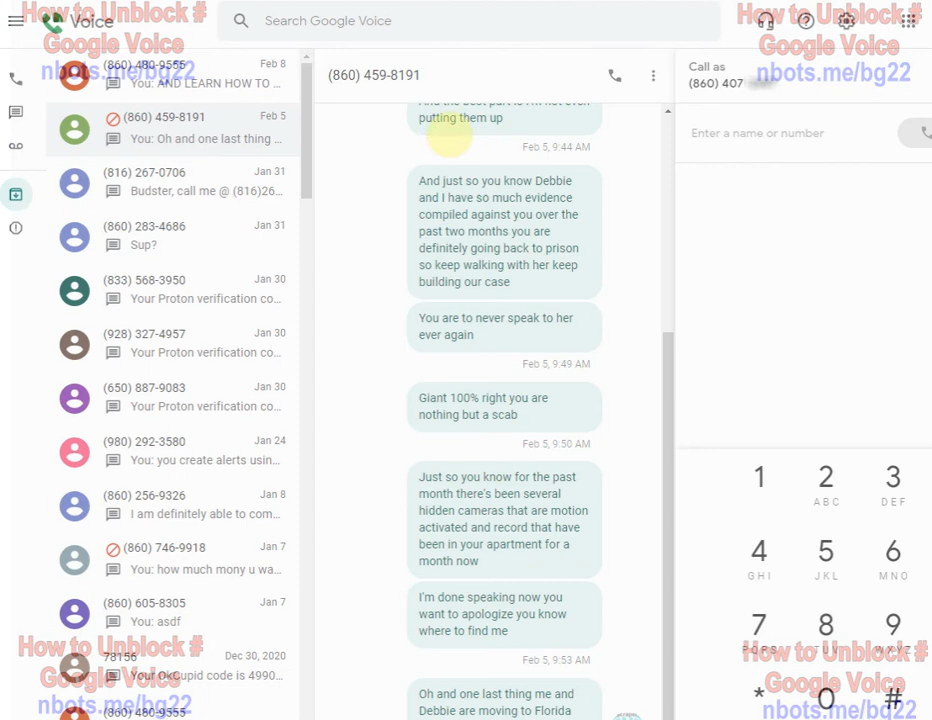 How to Unblock #
Google Voice
nbots.me/bg22
How to Unblock #
Google Voice
nbots.me/bg22
Voice
Search Google Voice
(860) 480-9555
Feb 8
You: AND LEARN HOW TO ...
(860) 459-8191
Feb 5
You: Oh and one last thing ...
(816) 267-0706
Jan 31
Budster, call me @ (816)26...
(860) 283-4686
Jan 31
Sup?
(833) 568-3950
Jan 30
Your Proton verification co...
(928) 327-4957
Jan 30
Your Proton verification co...
(650) 887-9083
Jan 30
Your Proton verification co...
(980) 292-3580
Jan 24
You: you create alerts usin...
(860) 256-9326
Jan 8
I am definitely able to com...
(860) 746-9918
Jan 7
You: how much mony u wa...
(860) 605-8305
Jan 7
You: asdf
78156
Dec 30, 2020
Your OkCupid code is 4990...
(860) 480-9555
(860) 459-8191
And the best part is I'm not even
putting them up
Feb 5, 9:44 AM
And just so you know Debbie
and I have so much evidence
compiled against you over the
past two months you are
definitely going back to prison
so keep walking with her keep
building our case
You are to never speak to her
ever again
Feb 5, 9:49 AM
Giant 100% right you are
nothing but a scab
Feb 5, 9:50 AM
Just so you know for the past
month there's been several
hidden cameras that are motion
activated and record that have
been in your apartment for a
month now
I'm done speaking now you
want to apologize you know
where to find me
Feb 5, 9:53 AM
Oh and one last thing me and
Debbie are moving to Florida
Call as
(860) 407
Enter a name or number
1
2
ABC
3
DEF
4
GHI
5
JKL
6
MNO
7
PQRS
8
TUV
9
WXYZ
*
0
#
How to Unblock #
Google Voice
nbots.me/bg22
How to Unblock #
Google Voice
nbots.me/bg22